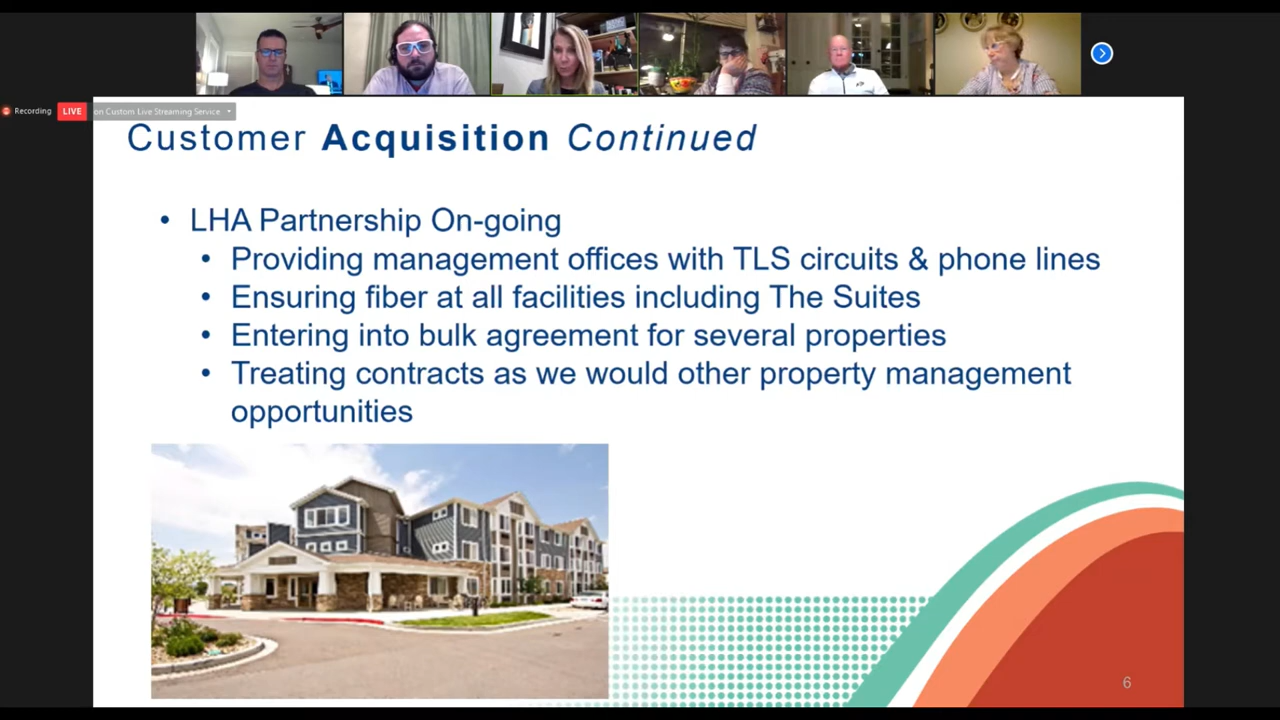 Recording
LIVE
on Custom Live Streaming Service
Customer Acquisition Continued
• LHA Partnership On-going
• Providing management offices with TLS circuits & phone lines
• Ensuring fiber at all facilities including The Suites
• Entering into bulk agreement for several properties
• Treating contracts as we would other property management
opportunities
6